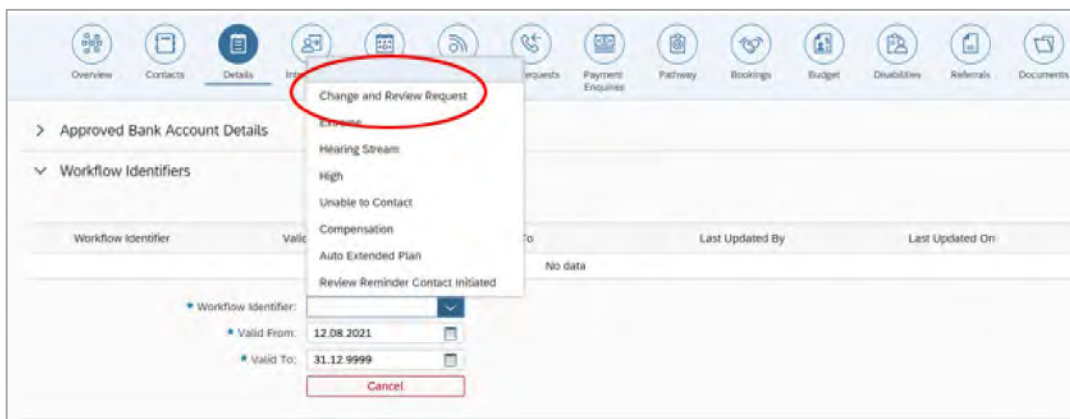 Overview Contacts Details Inte equests Payment Enquires Pathway Bookings Budget Disabilities Referrals Documents
Change and Review Request
Approved Bank Account Details
Extreme
Hearing Stream
Workflow Identifiers
High
Unable to Contact
Workflow Identifier Valid Compensation To Last Updated By Last Updated On
Auto Extended Plan
No data
Review Reminder Contact Initiated
* Workflow Identifier:
* Valid From: 12.08.2021
* Valid To: 31.12.9999
Cancel